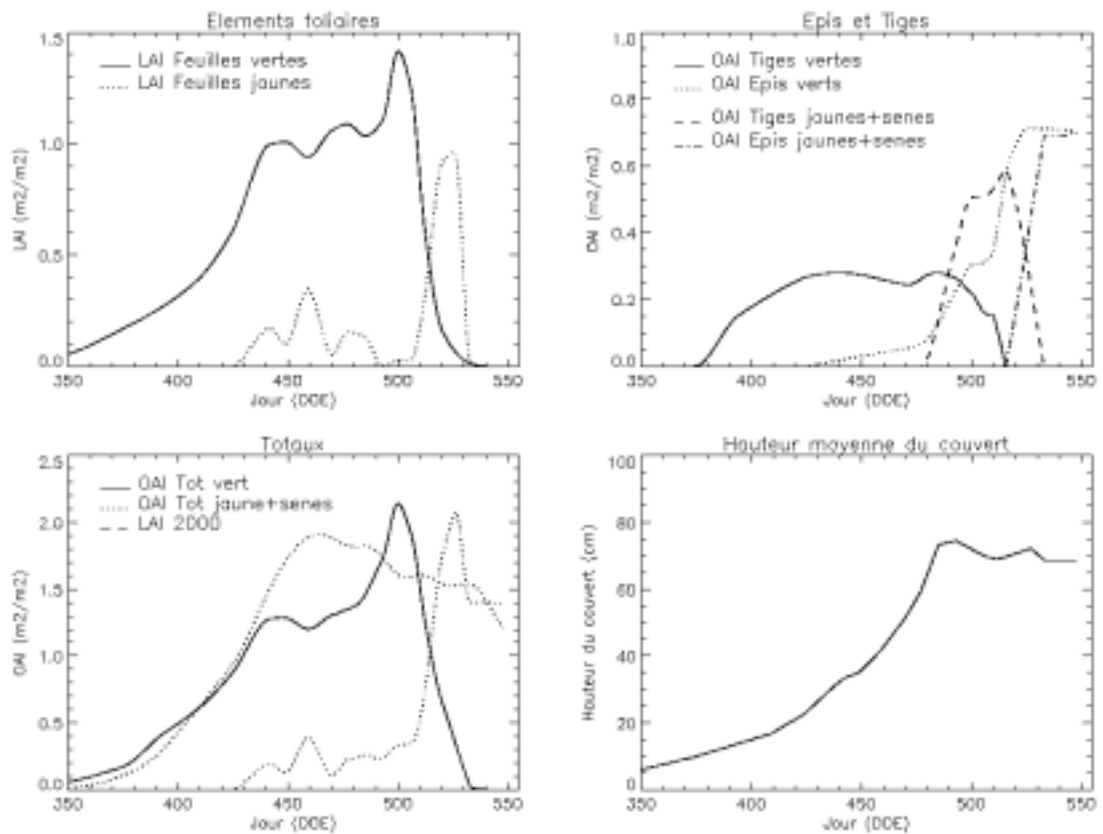 Elements foliaires
LAI Feuilles vertes
LAI Feuilles jaunes
LAI (m2/m2)
1.5
1.0
0.5
0.0
350 400 450 500 550
Jour (DOE)
Epis et Tiges
OAI Tiges vertes
OAI Epis verts
OAI Tiges jaunes+senes
OAI Epis jaunes+senes
OAI (m2/m2)
1.0
0.8
0.6
0.4
0.2
0.0
350 400 450 500 550
Jour (DOE)
Totaux
OAI Tot vert
OAI Tot jaune+senes
LAI 2000
OAI (m2/m2)
2.5
2.0
1.5
1.0
0.5
0.0
350 400 450 500 550
Jour (DOE)
Hauteur moyenne du couvert
Hauteur du couvert (cm)
100
80
60
40
20
0
350 400 450 500 550
Jour (DOE)